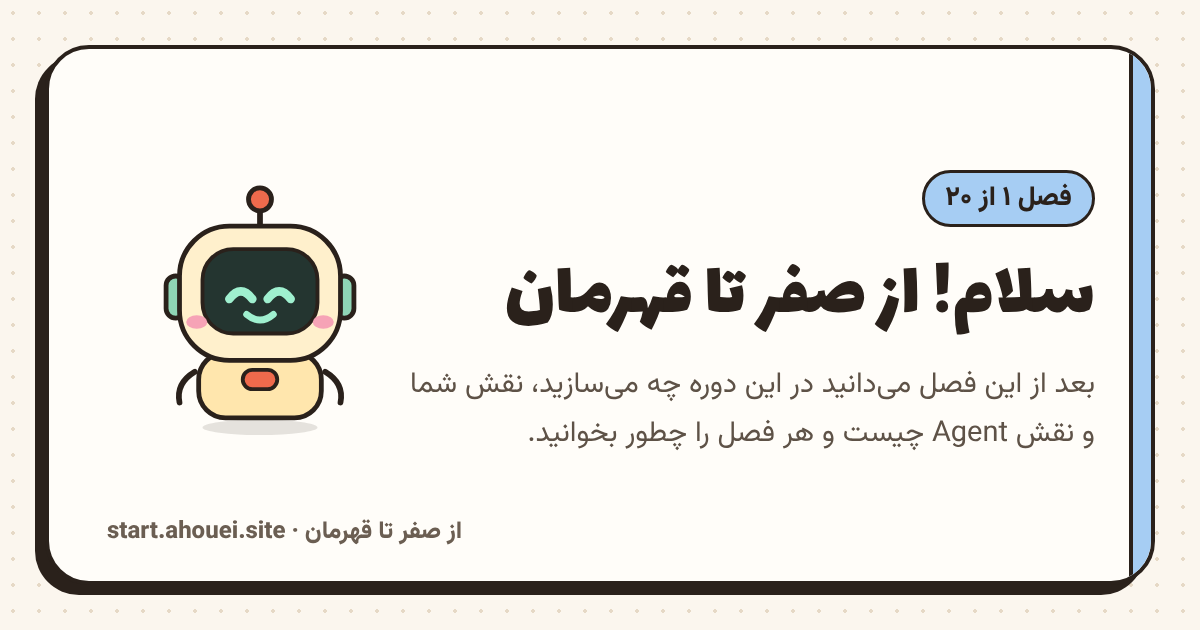 فصل ۱ از ۲۰
سلام! از صفر تا قهرمان
بعد از این فصل می‌دانید در این دوره چه می‌سازید، نقش شما
و نقش Agent چیست و هر فصل را چطور بخوانید.
از صفر تا قهرمان · start.ahouei.site